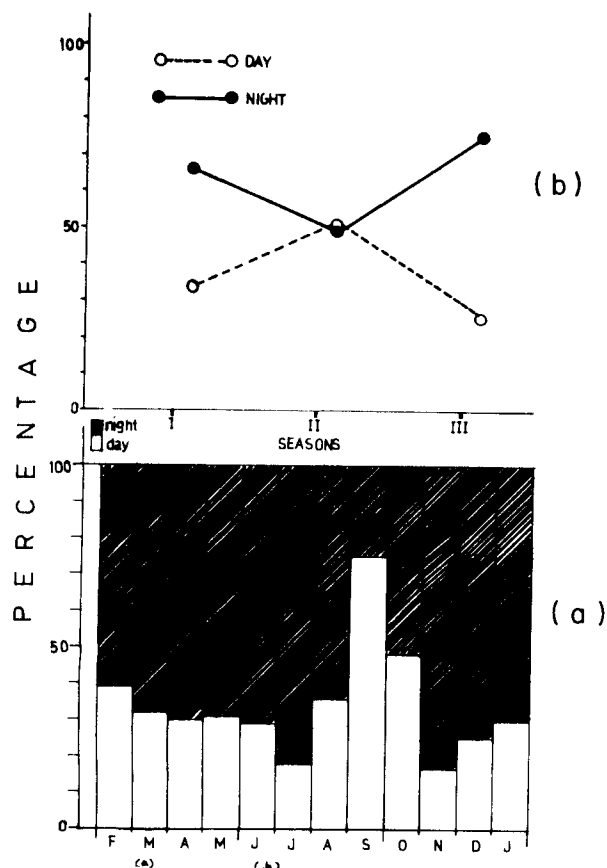 100
DAY
NIGHT
(b)
50
0
I II III
SEASONS
PERCENTAGE
night
day
100
(a)
50
0
F M A M J J A S O N D J
(a) (b)